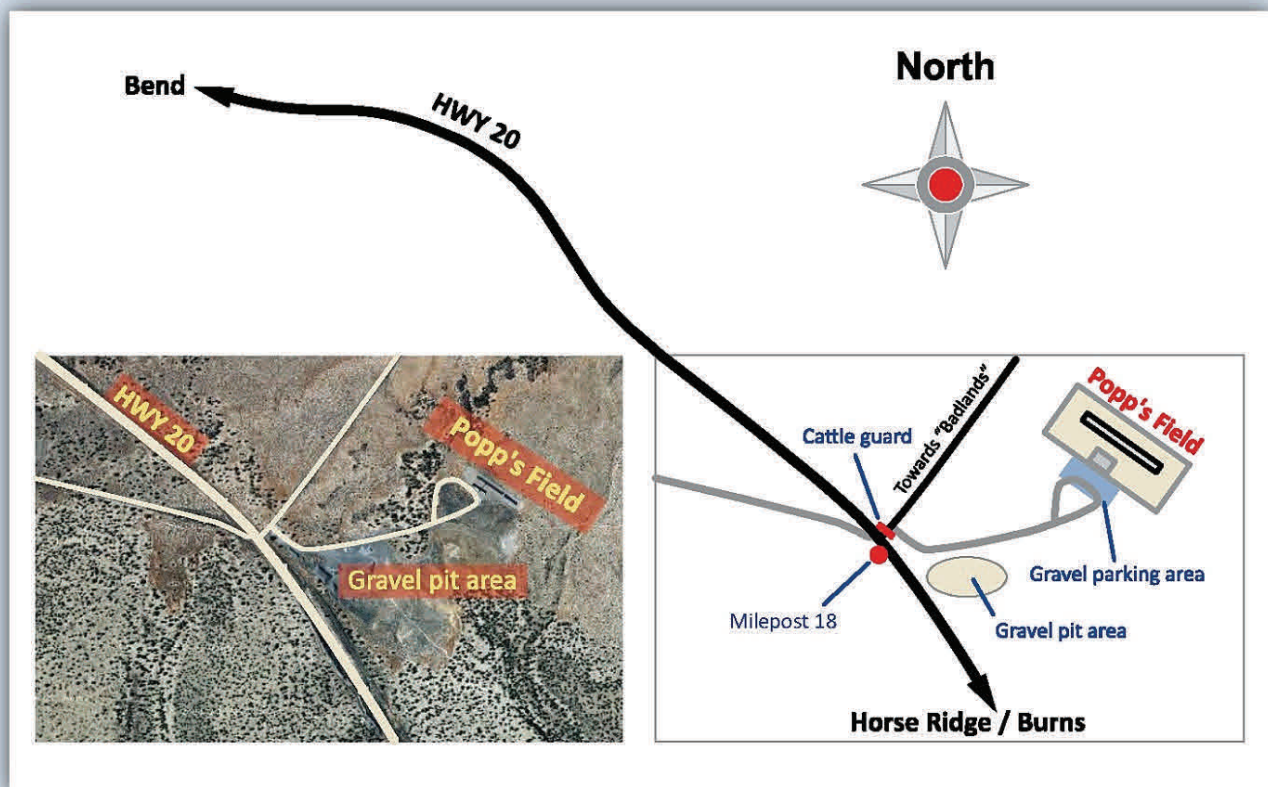 North
Bend
HWY 20
HWY 20
Popp's Field
Gravel pit area
Popp's Field
Towards "Badlands"
Cattle guard
Gravel parking area
Milepost 18
Gravel pit area
Horse Ridge / Burns